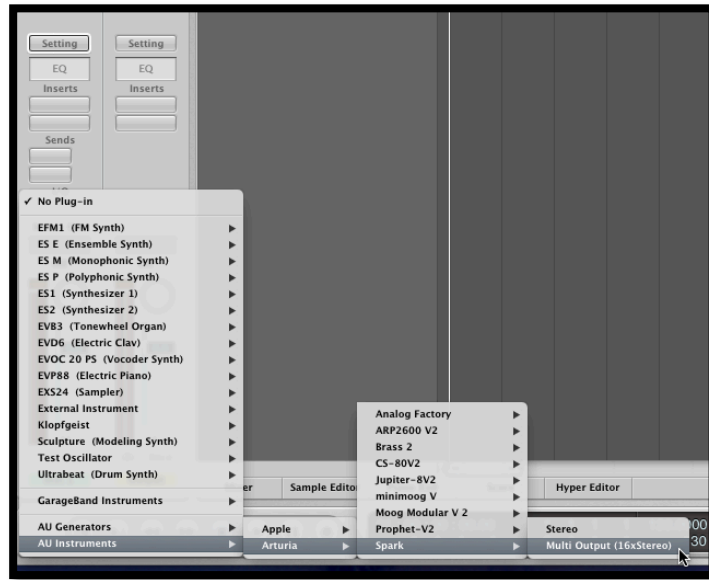 Setting
Setting
EQ
EQ
Inserts
Inserts
Sends
✓ No Plug-in
EFM1 (FM Synth)
ES E (Ensemble Synth)
ES M (Monophonic Synth)
ES P (Polyphonic Synth)
ES1 (Synthesizer 1)
ES2 (Synthesizer 2)
EVB3 (Tonewheel Organ)
EVD6 (Electric Clav)
EVOC 20 PS (Vocoder Synth)
EVP88 (Electric Piano)
EXS24 (Sampler)
External Instrument
Klopfgeist
Sculpture (Modeling Synth)
Test Oscillator
Ultrabeat (Drum Synth)
GarageBand Instruments
AU Generators
AU Instruments
Apple
Arturia
Analog Factory
ARP2600 V2
Brass 2
CS-80V2
Jupiter-8V2
minimoog V
Moog Modular V 2
Prophet-V2
Spark
Stereo
Multi Output (16xStereo)
Sample Edito
Hyper Editor
00
30